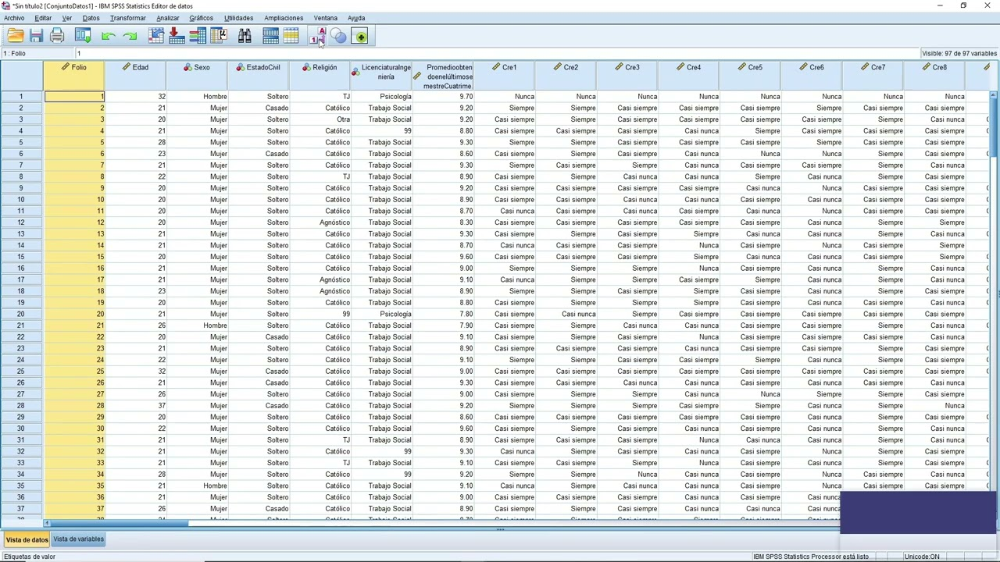 *Sin título2 [ConjuntoDatos1] - IBM SPSS Statistics Editor de datos
Archivo Editar Ver Datos Transformar Analizar Gráficos Utilidades Ampliaciones Ventana Ayuda
1 : Folio 1 Visible: 97 de 97 variables
Folio Edad Sexo EstadoCivil Religión LicenciaturaIngeniería Promedioobtendoenelúltimosemestre Cuatrime. Cre1 Cre2 Cre3 Cre4 Cre5 Cre6 Cre7 Cre8
1 1 32 Hombre Soltero TJ Psicología 9.70 Nunca Nunca Nunca Nunca Nunca Nunca Nunca Nunca
2 2 21 Mujer Casado Católico Trabajo Social 9.20 Siempre Siempre Casi siempre Casi siempre Casi siempre Siempre Casi siempre Casi siempre
3 3 20 Mujer Soltero Otra Trabajo Social 9.20 Casi siempre Siempre Casi siempre Casi nunca Casi siempre Casi siempre Siempre Casi nunca
4 4 21 Mujer Soltero Católico 99 8.80 Casi siempre Casi siempre Casi siempre Casi nunca Siempre Casi nunca Casi siempre Casi siempre
5 5 28 Mujer Soltero Católico Trabajo Social 9.30 Siempre Siempre Casi siempre Casi nunca Casi siempre Siempre Casi siempre Casi siempre
6 6 23 Mujer Casado Católico Trabajo Social 8.60 Siempre Casi siempre Casi siempre Casi nunca Nunca Nunca Siempre Casi siempre
7 7 21 Mujer Soltero Católico Trabajo Social 9.30 Siempre Casi siempre Siempre Casi nunca Casi siempre Casi siempre Siempre Casi nunca
8 8 22 Mujer Soltero TJ Trabajo Social 8.90 Casi siempre Siempre Casi nunca Casi nunca Siempre Casi nunca Siempre Casi siempre
9 9 20 Mujer Soltero Católico Trabajo Social 9.20 Casi siempre Casi siempre Casi siempre Casi siempre Casi nunca Nunca Casi siempre Casi siempre
10 10 20 Mujer Soltero Católico Trabajo Social 8.90 Casi siempre Casi siempre Casi siempre Casi nunca Casi siempre Casi nunca Casi siempre Casi siempre
11 11 20 Mujer Soltero Católico Trabajo Social 8.70 Casi nunca Casi siempre Casi nunca Casi siempre Casi nunca Nunca Casi siempre Casi siempre
12 12 20 Mujer Soltero Agnóstico Trabajo Social 8.30 Casi siempre Siempre Casi siempre Casi siempre Casi nunca Casi nunca Casi siempre Siempre
13 13 21 Mujer Soltero Católico Trabajo Social 9.30 Casi siempre Siempre Casi siempre Siempre Casi nunca Nunca Casi siempre Casi siempre
14 14 21 Mujer Soltero Católico Trabajo Social 8.70 Casi nunca Casi siempre Casi siempre Nunca Casi nunca Nunca Casi siempre Siempre
15 15 20 Mujer Soltero Católico Trabajo Social 9.60 Casi siempre Casi siempre Casi siempre Siempre Casi nunca Casi nunca Siempre Casi siempre
16 16 21 Mujer Soltero Católico Trabajo Social 9.00 Casi siempre Siempre Casi siempre Nunca Casi siempre Casi nunca Casi siempre Casi siempre
17 17 21 Mujer Soltero Agnóstico Trabajo Social 9.10 Casi nunca Siempre Siempre Casi siempre Siempre Casi nunca Siempre Casi siempre
18 18 23 Mujer Soltero Agnóstico Trabajo Social 8.90 Siempre Siempre Casi siempre Siempre Casi siempre Casi nunca Siempre Casi siempre
19 19 20 Mujer Soltero Católico Trabajo Social 8.80 Casi siempre Siempre Casi siempre Casi nunca Casi siempre Casi nunca Casi siempre Casi siempre
20 20 21 Mujer Soltero 99 Psicología 7.80 Casi siempre Casi nunca Siempre Casi siempre Casi siempre Casi siempre Siempre Siempre
21 21 26 Hombre Soltero Católico Trabajo Social 7.90 Casi siempre Siempre Casi nunca Casi nunca Casi siempre Casi nunca Casi siempre Casi siempre
22 22 20 Mujer Casado Católico Trabajo Social 9.10 Casi siempre Siempre Casi siempre Nunca Casi siempre Casi nunca Casi siempre Casi siempre
23 23 21 Mujer Soltero Católico Trabajo Social 8.90 Casi siempre Casi siempre Casi siempre Casi nunca Casi siempre Casi nunca Casi siempre Casi siempre
24 24 22 Mujer Soltero Católico Trabajo Social 9.10 Siempre Siempre Casi siempre Casi nunca Siempre Casi nunca Siempre Casi siempre
25 25 32 Mujer Casado Católico Trabajo Social 9.00 Casi siempre Casi siempre Casi siempre Casi nunca Casi siempre Casi nunca Casi siempre Casi siempre
26 26 21 Mujer Casado Católico Trabajo Social 9.30 Casi siempre Casi siempre Casi nunca Casi nunca Casi siempre Casi nunca Casi siempre Casi nunca
27 27 26 Mujer Soltero Católico Trabajo Social 9.00 Casi siempre Siempre Casi siempre Casi nunca Nunca Siempre Casi siempre Casi siempre
28 28 37 Mujer Casado Católico Trabajo Social 9.20 Siempre Siempre Casi siempre Casi siempre Siempre Casi nunca Siempre Nunca
29 29 20 Mujer Soltero Católico Trabajo Social 8.60 Casi siempre Casi siempre Casi siempre Casi nunca Casi siempre Casi nunca Casi siempre Casi siempre
30 30 22 Mujer Soltero Católico Trabajo Social 9.60 Casi siempre Siempre Casi siempre Casi nunca Casi siempre Casi nunca Siempre Casi siempre
31 31 21 Mujer Soltero TJ Trabajo Social 8.90 Casi siempre Siempre Casi siempre Nunca Casi siempre Casi nunca Casi siempre Casi siempre
32 32 21 Mujer Soltero Católico 99 9.30 Casi nunca Siempre Casi siempre Casi nunca Casi siempre Nunca Casi siempre Casi siempre
33 33 21 Mujer Soltero TJ Trabajo Social 9.10 Casi siempre Siempre Siempre Nunca Casi siempre Casi nunca Siempre Casi siempre
34 34 28 Mujer Soltero Católico 99 9.20 Siempre Siempre Nunca Casi nunca Casi nunca Nunca Casi siempre Casi siempre
35 35 21 Hombre Soltero Católico Trabajo Social 9.10 Casi nunca Siempre Casi siempre Casi nunca Casi siempre Nunca Casi siempre Casi siempre
36 36 21 Mujer Soltero Católico Trabajo Social 9.00 Casi siempre Siempre Casi siempre Casi nunca Casi siempre Casi nunca
37 37 26 Mujer Casado Católico Trabajo Social 8.90 Casi siempre Casi siempre Casi siempre Casi nunca Casi siempre Casi nunca
Vista de datos Vista de variables
Etiquetas de valor IBM SPSS Statistics Processor está listo Unicode:ON